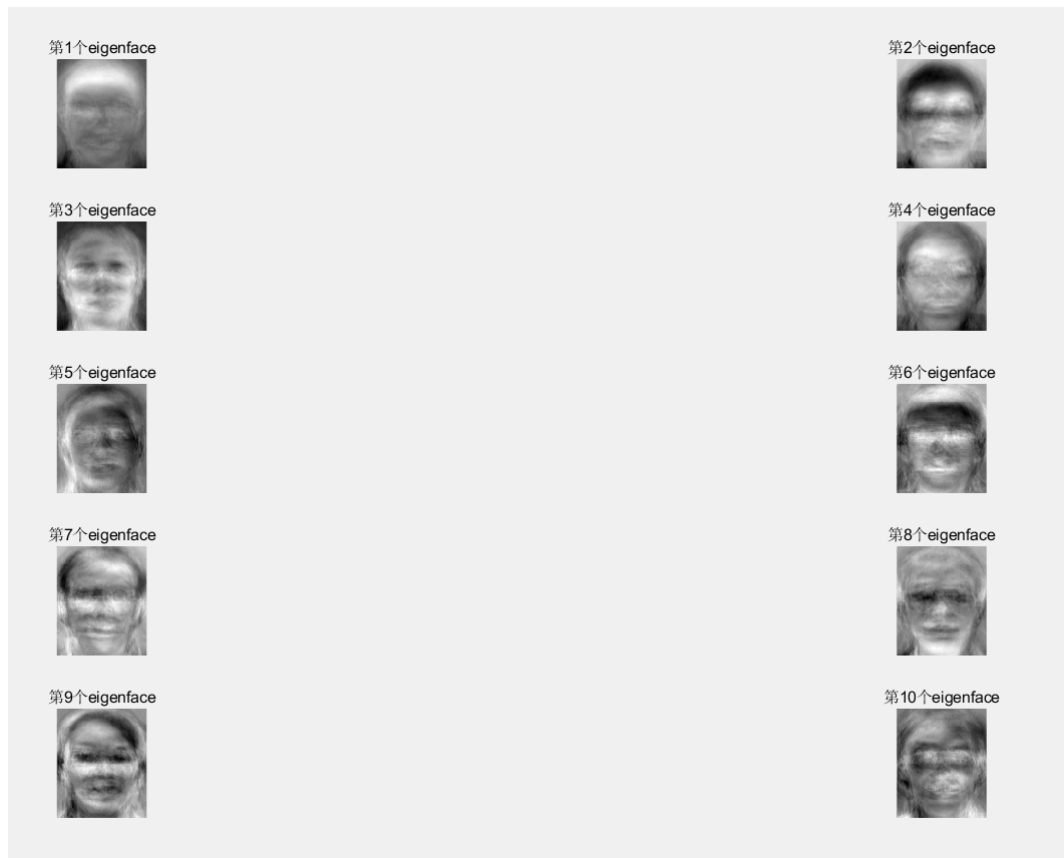 第1个eigenface
第2个eigenface
第3个eigenface
第4个eigenface
第5个eigenface
第6个eigenface
第7个eigenface
第8个eigenface
第9个eigenface
第10个eigenface